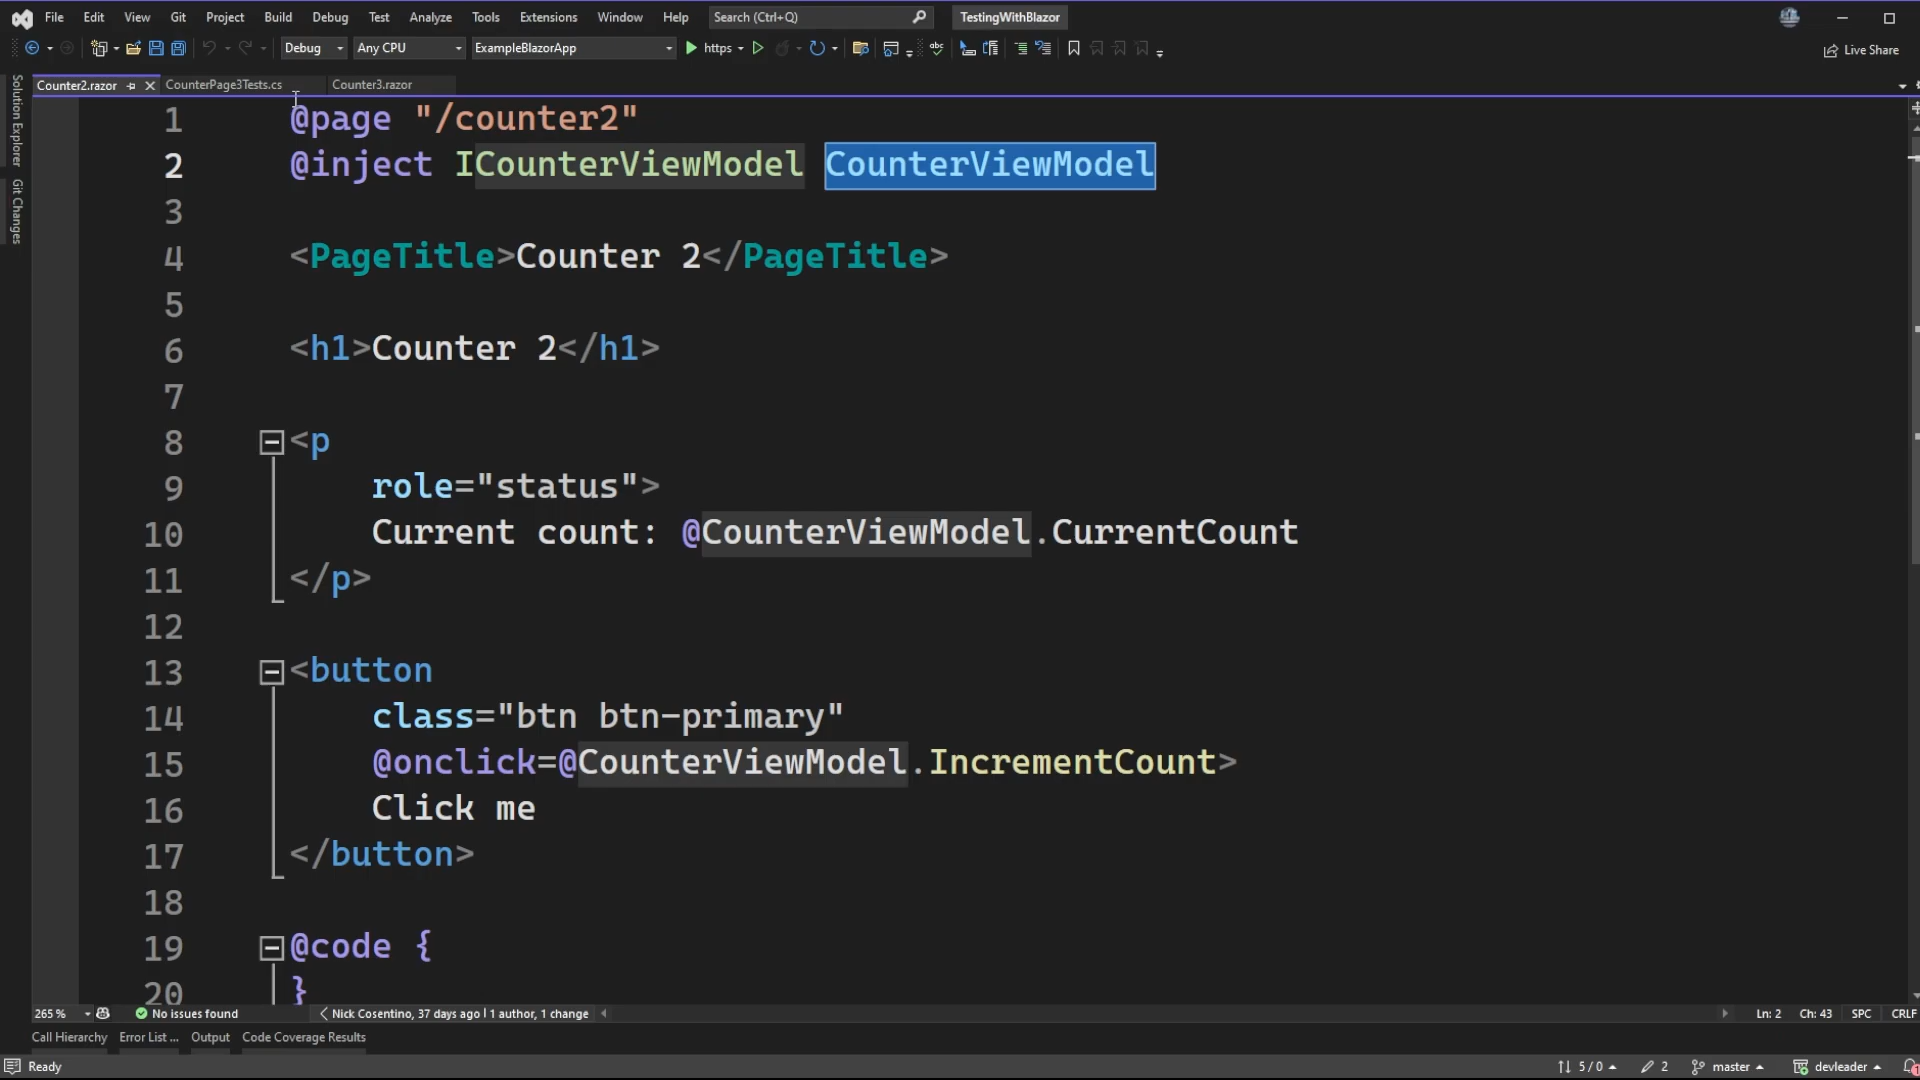 File Edit View Git Project Build Debug Test Analyze Tools Extensions Window Help Search (Ctrl+Q) TestingWithBlazor
Debug Any CPU ExampleBlazorApp https Live Share
Counter2.razor CounterPage3Tests.cs Counter3.razor
Solution Explorer
Git Changes
1 @page "/counter2"
2 @inject ICounterViewModel CounterViewModel
3
4 <PageTitle>Counter 2</PageTitle>
5
6 <h1>Counter 2</h1>
7
8 <p
9 role="status">
10 Current count: @CounterViewModel.CurrentCount
11 </p>
12
13 <button
14 class="btn btn-primary"
15 @onclick=@CounterViewModel.IncrementCount>
16 Click me
17 </button>
18
19 @code {
20 }
265 % No issues found Nick Cosentino, 37 days ago | 1 author, 1 change Ln: 2 Ch: 43 SPC CRLF
Call Hierarchy Error List ... Output Code Coverage Results
Ready 5 / 0 2 master devleader 1